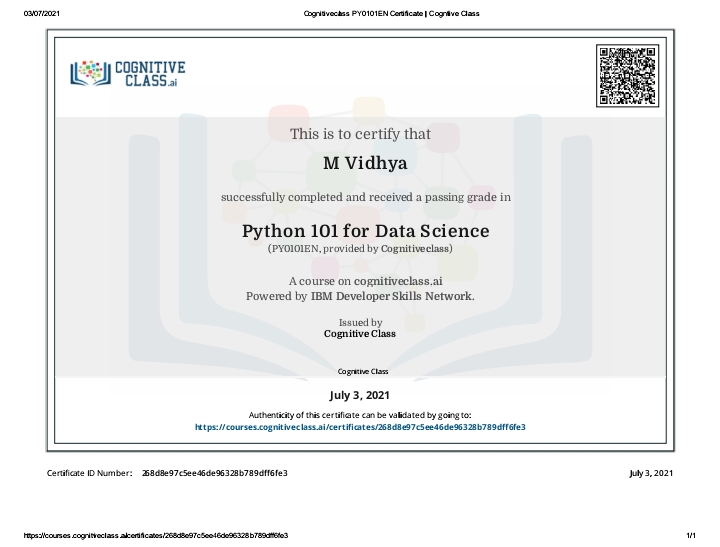 03/07/2021
Cognitiveclass PY0101EN Certificate | Cognitive Class
COGNITIVE
CLASS.ai
This is to certify that
M Vidhya
successfully completed and received a passing grade in
Python 101 for Data Science
(PY0101EN, provided by Cognitiveclass)
A course on cognitiveclass.ai
Powered by IBM Developer Skills Network.
Issued by
Cognitive Class
Cognitive Class
July 3, 2021
Authenticity of this certificate can be validated by going to:
https://courses.cognitiveclass.ai/certificates/268d8e97c5ee46de96328b789dff6fe3
Certificate ID Number: 268d8e97c5ee46de96328b789dff6fe3
July 3, 2021
https://courses.cognitiveclass.ai/certificates/268d8e97c5ee46de96328b789dff6fe3
1/1